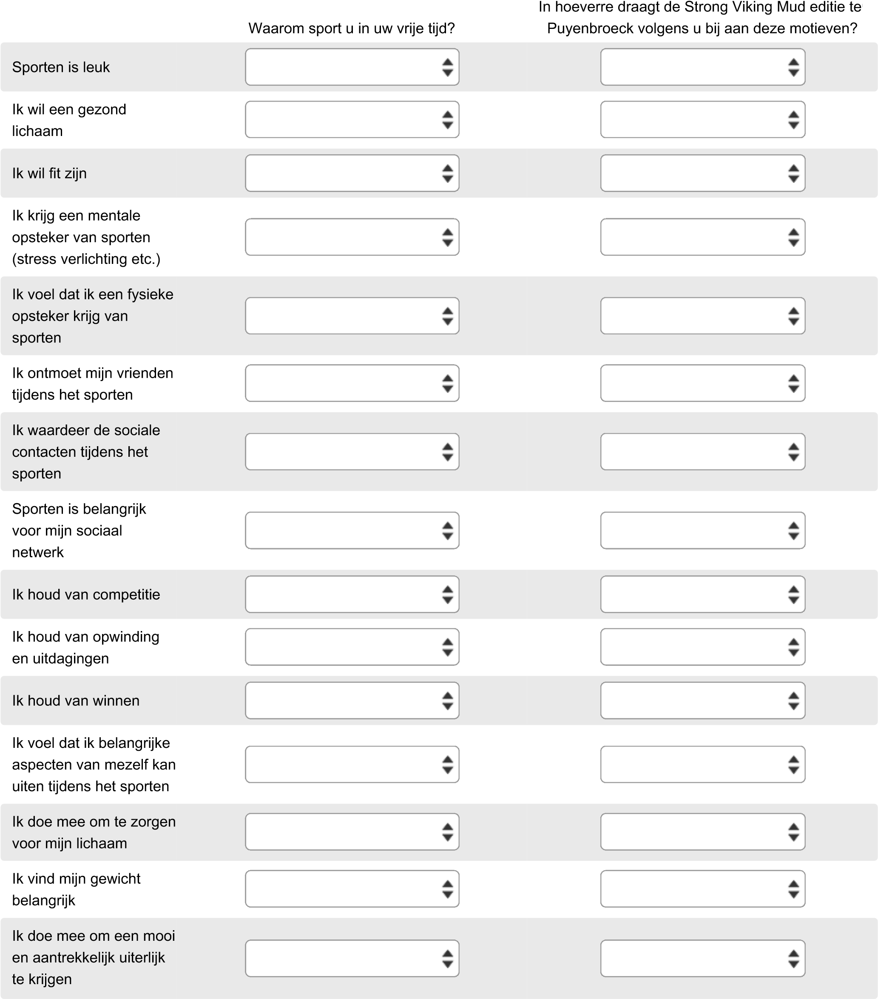 In hoeverre draagt de Strong Viking Mud editie te
Waarom sport u in uw vrije tijd?
Puyenbroeck volgens u bij aan deze motieven?
Sporten is leuk
Ik wil een gezond
lichaam
Ik wil fit zijn
Ik krijg een mentale
opsteker van sporten
(stress verlichting etc.)
Ik voel dat ik een fysieke
opsteker krijg van
sporten
Ik ontmoet mijn vrienden
tijdens het sporten
Ik waardeer de sociale
contacten tijdens het
sporten
Sporten is belangrijk
voor mijn sociaal
netwerk
Ik houd van competitie
Ik houd van opwinding
en uitdagingen
Ik houd van winnen
Ik voel dat ik belangrijke
aspecten van mezelf kan
uiten tijdens het sporten
Ik doe mee om te zorgen
voor mijn lichaam
Ik vind mijn gewicht
belangrijk
Ik doe mee om een mooi
en aantrekkelijk uiterlijk
te krijgen